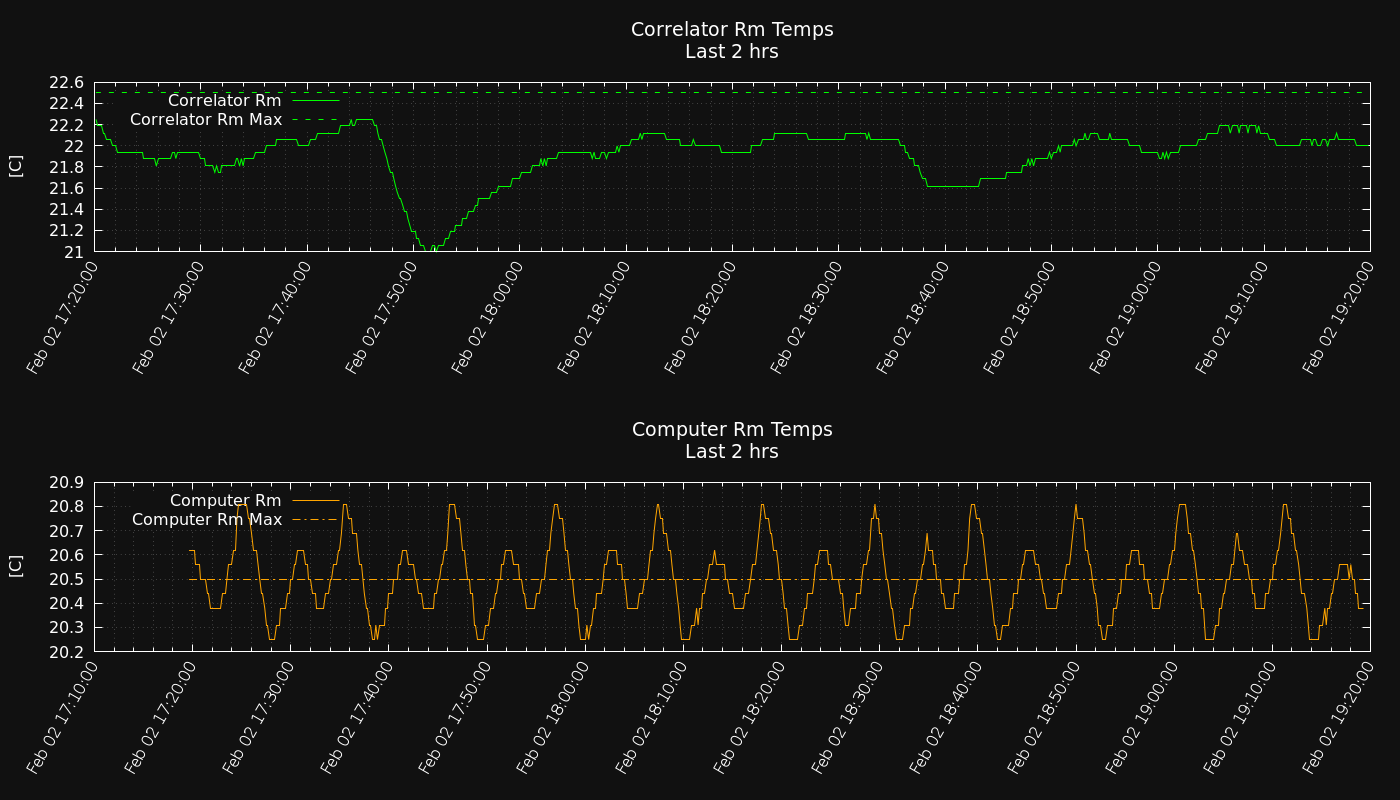 Correlator Rm Temps
Last 2 hrs
22.6
22.4
22.2
22
21.8
21.6
21.4
21.2
21
[C]
Correlator Rm
Correlator Rm Max
Feb 02 17:20:00
Feb 02 17:30:00
Feb 02 17:40:00
Feb 02 17:50:00
Feb 02 18:00:00
Feb 02 18:10:00
Feb 02 18:20:00
Feb 02 18:30:00
Feb 02 18:40:00
Feb 02 18:50:00
Feb 02 19:00:00
Feb 02 19:10:00
Feb 02 19:20:00
Computer Rm Temps
Last 2 hrs
20.9
20.8
20.7
20.6
20.5
20.4
20.3
20.2
[C]
Computer Rm
Computer Rm Max
Feb 02 17:10:00
Feb 02 17:20:00
Feb 02 17:30:00
Feb 02 17:40:00
Feb 02 17:50:00
Feb 02 18:00:00
Feb 02 18:10:00
Feb 02 18:20:00
Feb 02 18:30:00
Feb 02 18:40:00
Feb 02 18:50:00
Feb 02 19:00:00
Feb 02 19:10:00
Feb 02 19:20:00